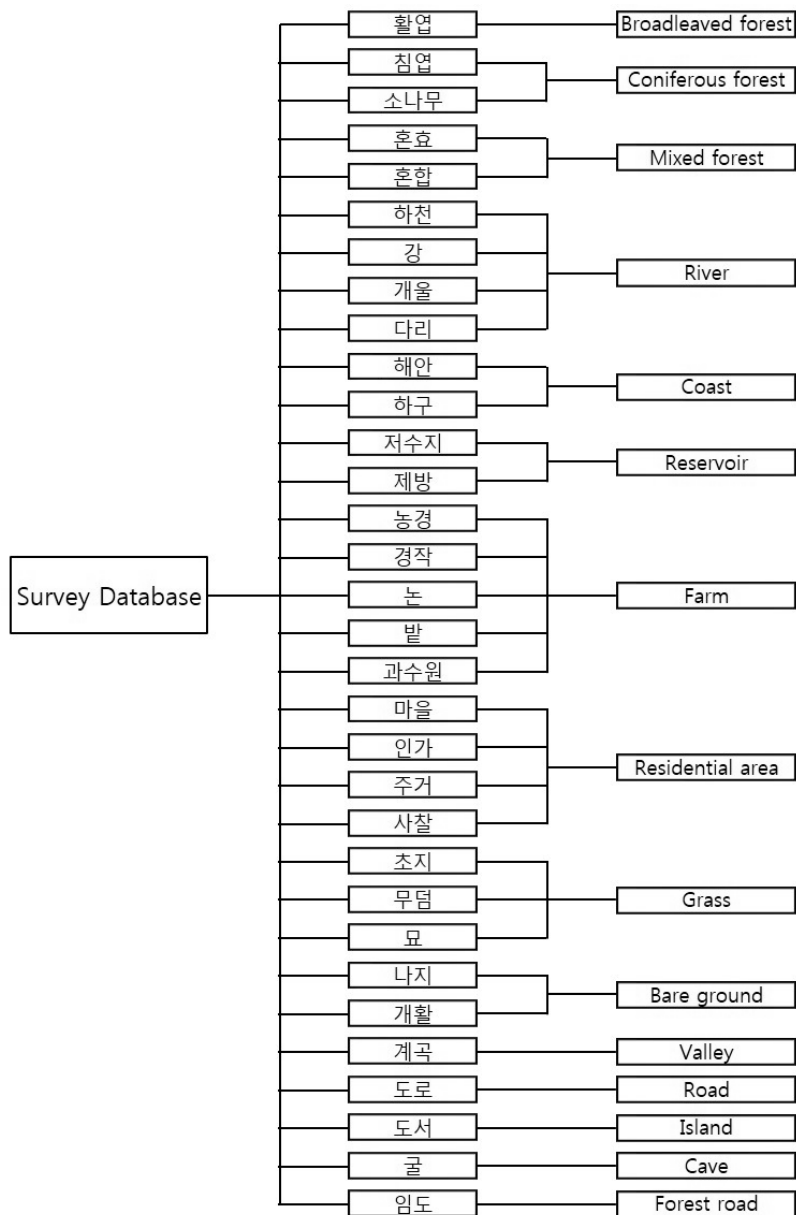 활엽
Broadleaved forest
침엽
소나무
Coniferous forest
혼효
혼합
Mixed forest
하천
강
개울
다리
River
해안
하구
Coast
저수지
제방
Reservoir
Survey Database
농경
경작
논
밭
과수원
Farm
마을
인가
주거
사찰
Residential area
초지
무덤
묘
Grass
나지
개활
Bare ground
계곡
Valley
도로
Road
도서
Island
굴
Cave
임도
Forest road